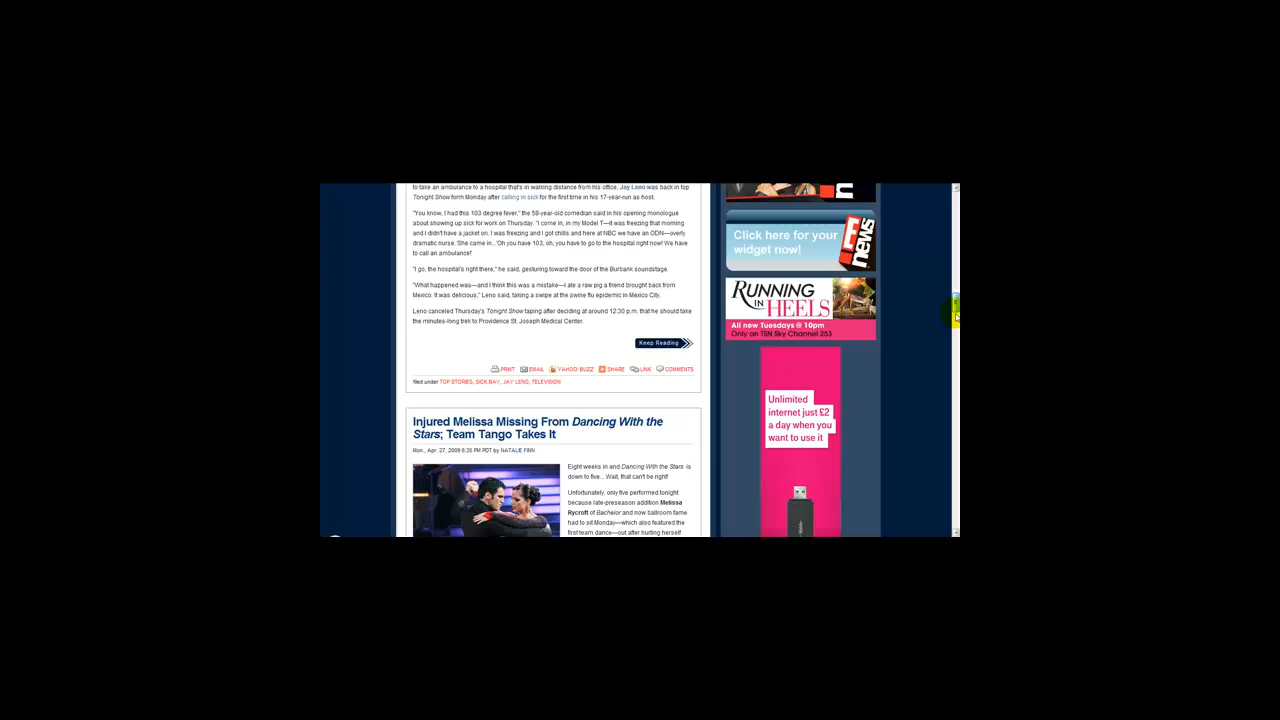 to take an ambulance to a hospital that's in walking distance from his office, Jay Leno was back in top
Tonight Show form Monday after calling in sick for the first time in his 17-year-run as host.
"You know, I had this 103 degree fever," the 58-year-old comedian said in his opening monologue
about showing up sick for work on Thursday. "I come in, in my Model T—it was freezing that morning
and I didn't have a jacket on. I was freezing and I got chills and here at NBC we have an ODN—overly
dramatic nurse. She came in...'Oh you have 103, oh, you have to go to the hospital right now! We have
to call an ambulance!'
"I go, the hospital's right there," he said, gesturing toward the door of the Burbank soundstage.
"What happened was—and I think this was a mistake—I ate a raw pig a friend brought back from
Mexico. It was delicious," Leno said, taking a swipe at the swine flu epidemic in Mexico City.
Leno canceled Thursday's Tonight Show taping after deciding at around 12:30 p.m. that he should take
the minutes-long trek to Providence St. Joseph Medical Center.
Keep Reading
PRINT EMAIL YAHOO! BUZZ SHARE LINK COMMENTS
filed under TOP STORIES, SICK BAY, JAY LENO, TELEVISION
Injured Melissa Missing From Dancing With the
Stars; Team Tango Takes It
Mon., Apr. 27, 2009 6:35 PM PDT by NATALIE FINN
Eight weeks in and Dancing With the Stars is
down to five... Wait, that can't be right!
Unfortunately, only five performed tonight
because late-preseason addition Melissa
Rycroft of Bachelor and now ballroom fame
had to sit Monday—which also featured the
first team dance—out after hurting herself
Click here for your
widget now!
E! news
RUNNING
IN HEELS
All new Tuesdays @ 10pm
Only on Sky Channel 253
Unlimited
internet just £2
a day when you
want to use it